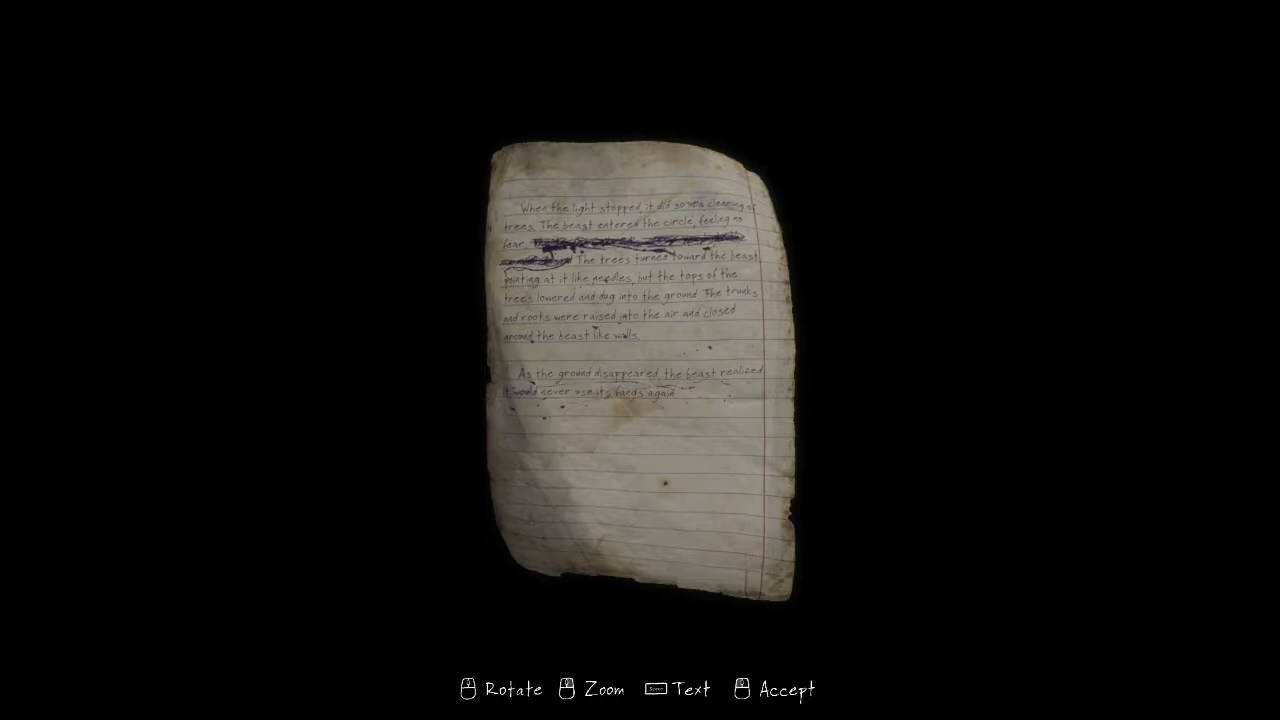 When the light stopped, it did so in a clearing of
trees. The beast entered the circle, feeling no
fear.
The trees turned toward the beast
pointing at it like needles, but the tops of the
trees lowered and dug into the ground. The trunks
and roots were raised into the air and closed
around the beast like walls.
As the ground disappeared, the beast realized
it would never use its fangs again
Rotate Zoom Text Accept